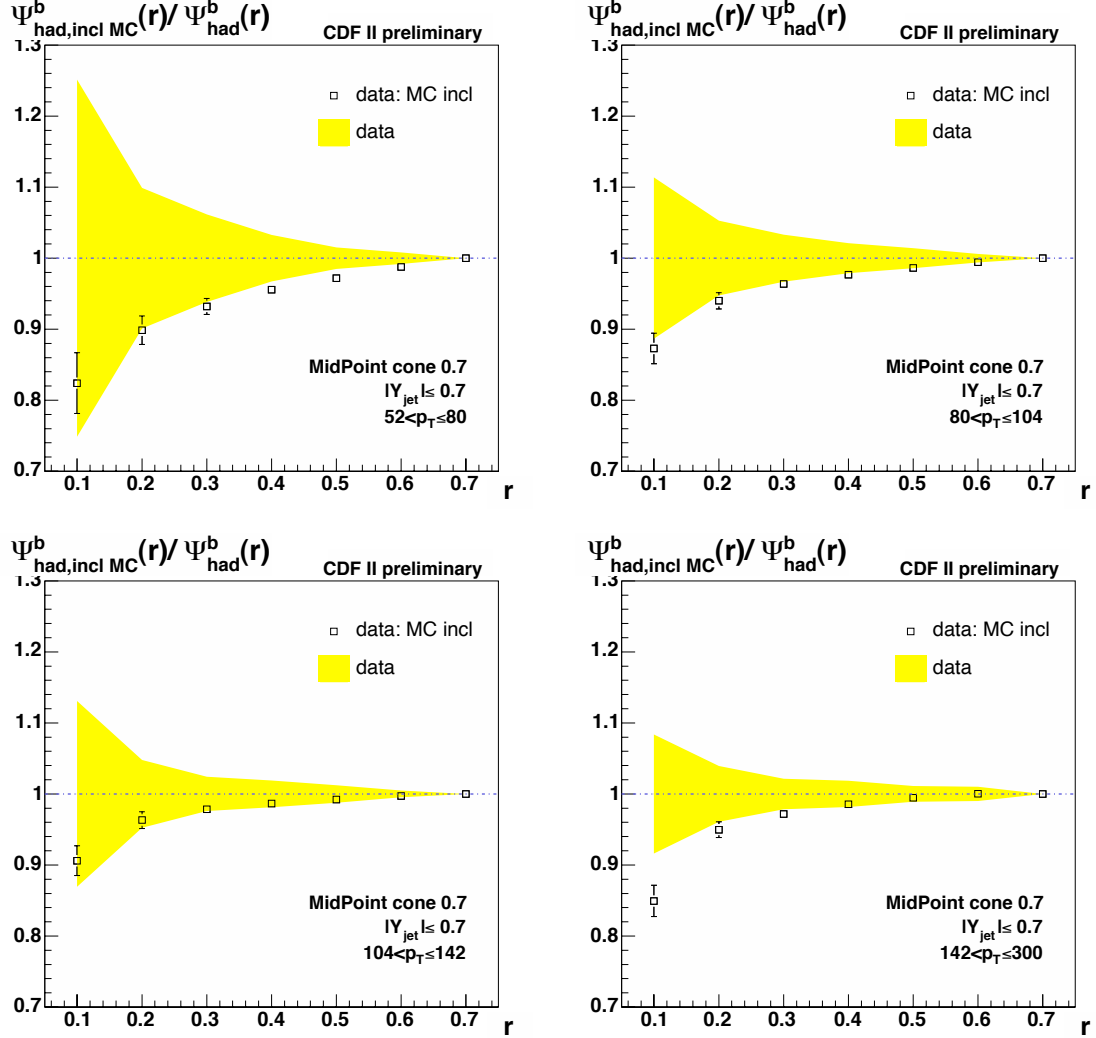 Ψ^b_had,incl MC(r)/ Ψ^b_had(r)
CDF II preliminary
1.3
1.2
1.1
1
0.9
0.8
0.7
data: MC incl
data
MidPoint cone 0.7
|Y_jet|≤ 0.7
52<p_T≤80
0.1 0.2 0.3 0.4 0.5 0.6 0.7
r
Ψ^b_had,incl MC(r)/ Ψ^b_had(r)
CDF II preliminary
1.3
1.2
1.1
1
0.9
0.8
0.7
data: MC incl
data
MidPoint cone 0.7
|Y_jet|≤ 0.7
80<p_T≤104
0.1 0.2 0.3 0.4 0.5 0.6 0.7
r
Ψ^b_had,incl MC(r)/ Ψ^b_had(r)
CDF II preliminary
1.3
1.2
1.1
1
0.9
0.8
0.7
data: MC incl
data
MidPoint cone 0.7
|Y_jet|≤ 0.7
104<p_T≤142
0.1 0.2 0.3 0.4 0.5 0.6 0.7
r
Ψ^b_had,incl MC(r)/ Ψ^b_had(r)
CDF II preliminary
1.3
1.2
1.1
1
0.9
0.8
0.7
data: MC incl
data
MidPoint cone 0.7
|Y_jet|≤ 0.7
142<p_T≤300
0.1 0.2 0.3 0.4 0.5 0.6 0.7
r